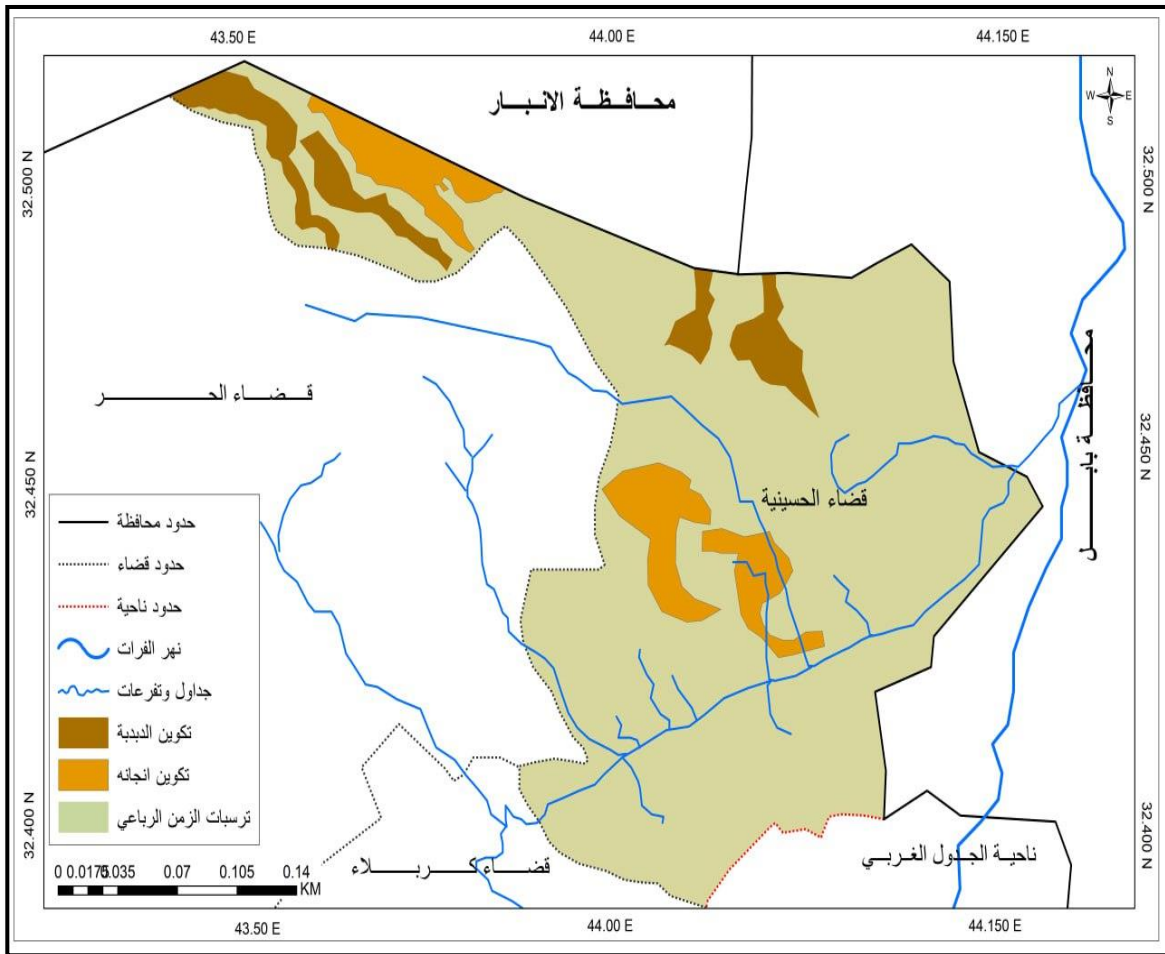 43.50 E
44.00 E
44.150 E
محافظة الانبار
N
W E
S
32.500 N
32.500 N
محافظة بابل
قضاء الحر
32.450 N
32.450 N
قضاء الحسينية
حدود محافظة
حدود قضاء
حدود ناحية
نهر الفرات
جداول وتفرعات
تكوين الدبدبة
تكوين انجانه
ترسبات الزمن الرباعي
32.400 N
32.400 N
ناحية الجدول الغربي
قضاء كربلاء
0 0.0175 0.035 0.07 0.105 0.14
KM
43.50 E
44.00 E
44.150 E